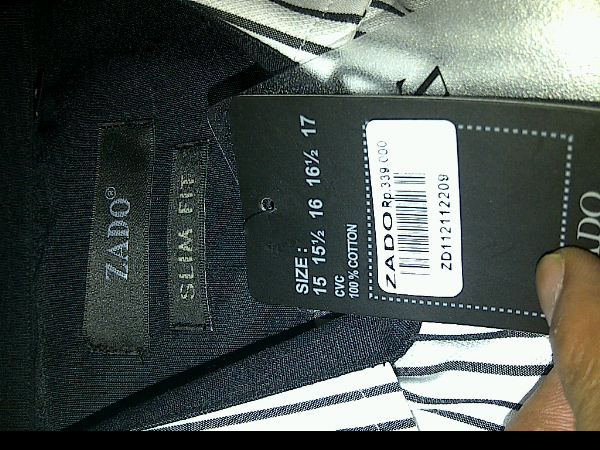 ZADO®
SLIM FIT
SIZE :
15 15½ 16 16½ 17
CVC
100 % COTTON
ZADO Rp.339.000
ZD112112209